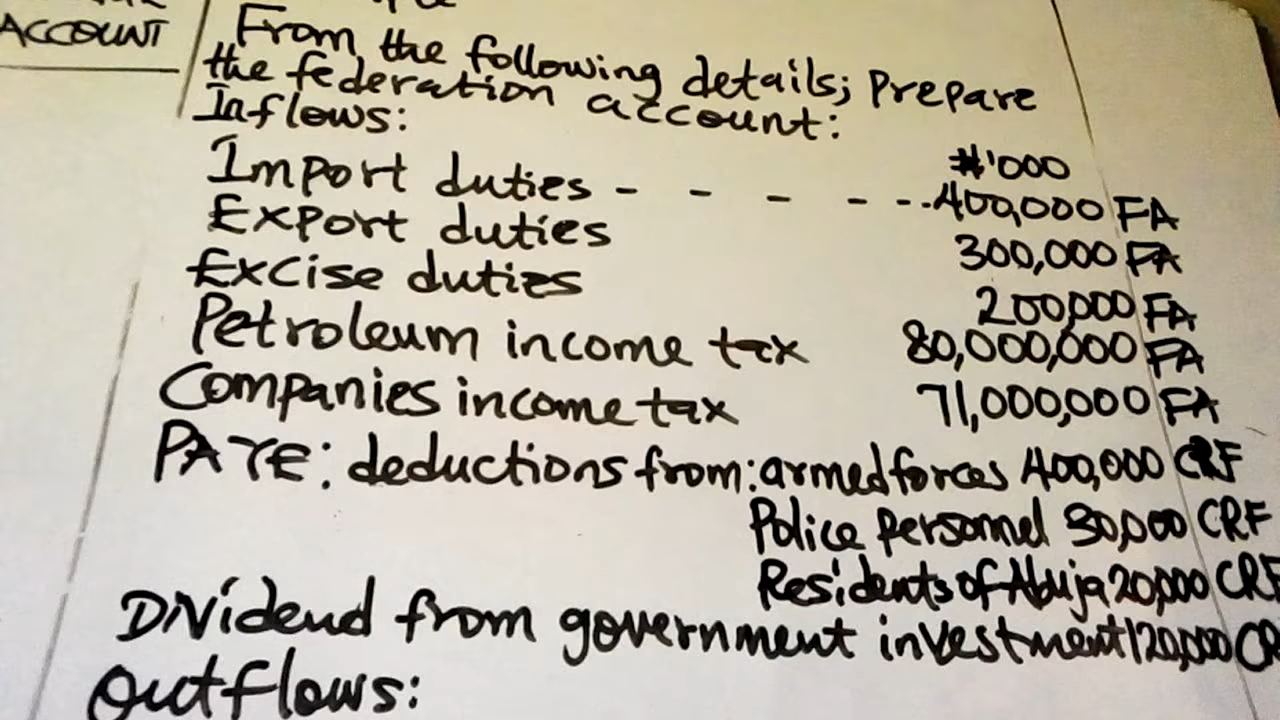 ACCOUNT
From the following details; Prepare
the federation account:
Inflows:
₦'000
Import duties - - - - -- 400,000 FA
Export duties 300,000 FA
Excise duties 200,000 FA
Petroleum income tax 80,000,000 FA
Companies income tax 71,000,000 FA
PAYE: deductions from: armed forces 400,000 CRF
Police personnel 30,000 CRF
Residents of Abuja 20,000 CRF
Dividend from government investment 120,000 CR
Outflows: